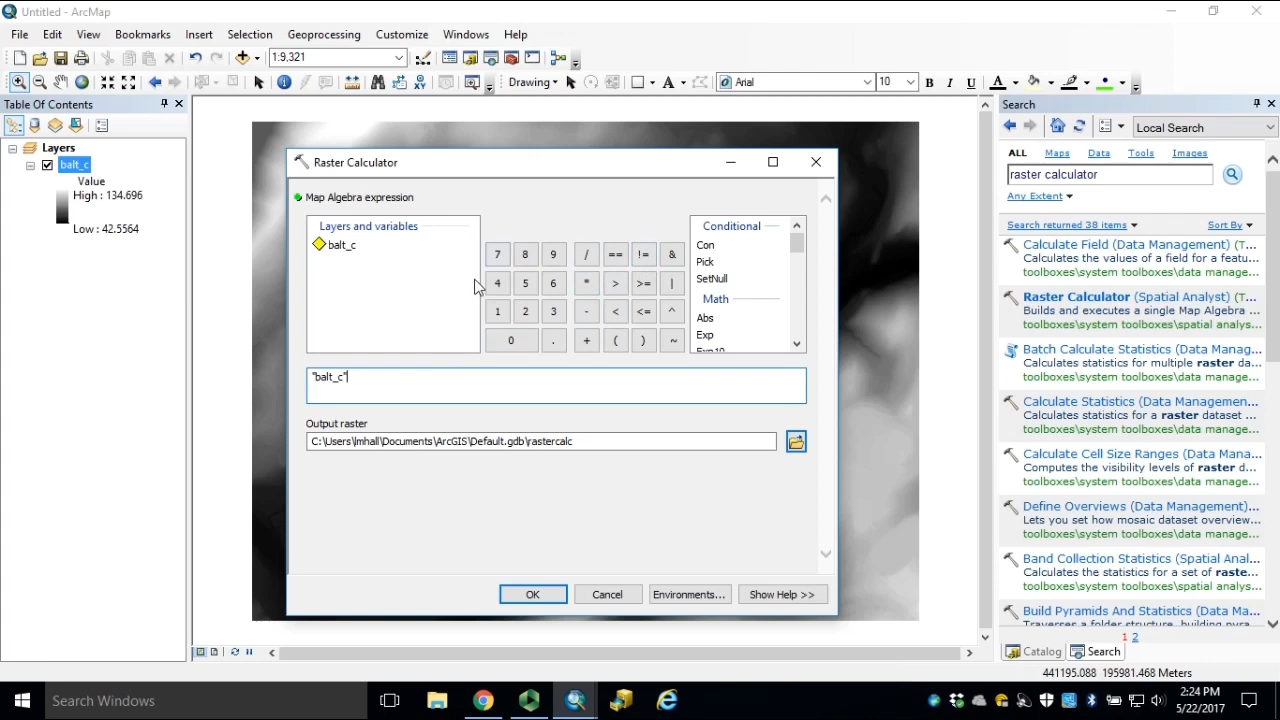 Untitled - ArcMap
File Edit View Bookmarks Insert Selection Geoprocessing Customize Windows Help
1:9,321
Drawing Arial 10 B I U A
Table Of Contents
Layers
balt_c
Value
High : 134.696
Low : 42.5564
Raster Calculator
Map Algebra expression
Layers and variables
balt_c
7 8 9 / == != &
4 5 6 * > >= |
1 2 3 - < <= ^
0 . + ( ) ~
Conditional
Con
Pick
SetNull
Math
Abs
Exp
Exp10
"balt_c"
Output raster
C:\Users\lmhall\Documents\ArcGIS\Default.gdb\rastercalc
OK Cancel Environments... Show Help >>
Search
Local Search
ALL Maps Data Tools Images
raster calculator
Any Extent
Search returned 38 items Sort By
Calculate Field (Data Management) (T...
Calculates the values of a field for a featu...
toolboxes\system toolboxes\data manage...
Raster Calculator (Spatial Analyst) (T...
Builds and executes a single Map Algebra ...
toolboxes\system toolboxes\spatial analys...
Batch Calculate Statistics (Data Manag...
Calculates statistics for multiple raster da...
toolboxes\system toolboxes\data manage...
Calculate Statistics (Data Managemen...
Calculates statistics for a raster dataset ...
toolboxes\system toolboxes\data manage...
Calculate Cell Size Ranges (Data Mana...
Computes the visibility levels of raster d...
toolboxes\system toolboxes\data manage...
Define Overviews (Data Management)...
Lets you set how mosaic dataset overview...
toolboxes\system toolboxes\data manage...
Band Collection Statistics (Spatial Anal...
Calculates the statistics for a set of raste...
toolboxes\system toolboxes\spatial analys...
Build Pyramids And Statistics (Data Ma...
Traverses a folder structure, building pyra...
1 2
Catalog Search
441195.088 195981.468 Meters
Search Windows
2:24 PM
5/22/2017